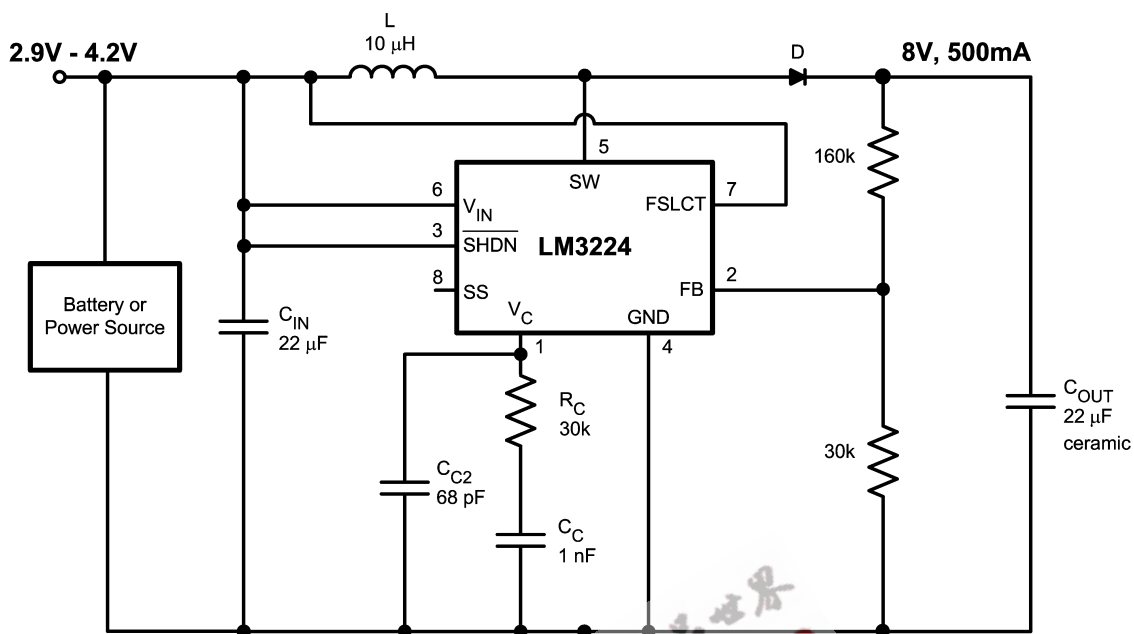 L
10 μH
2.9V - 4.2V
D
8V, 500mA
5
SW
160k
6
V_IN
7
FSLCT
3
SHDN
LM3224
8
SS
2
FB
V_C
GND
1
4
Battery or
Power Source
C_IN
22 μF
R_C
30k
C_OUT
22 μF
ceramic
30k
C_C2
68 pF
C_C
1 nF